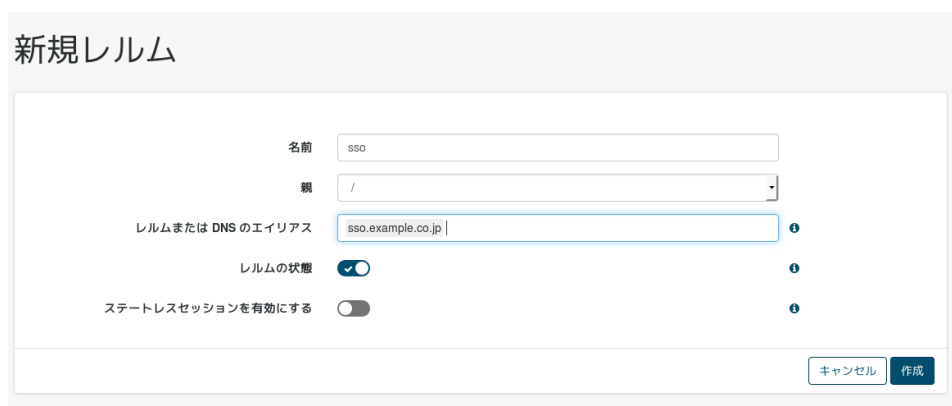 新規レルム
名前 sso
親 /
レルムまたは DNS のエイリアス sso.example.co.jp
レルムの状態
ステートレスセッションを有効にする
キャンセル 作成